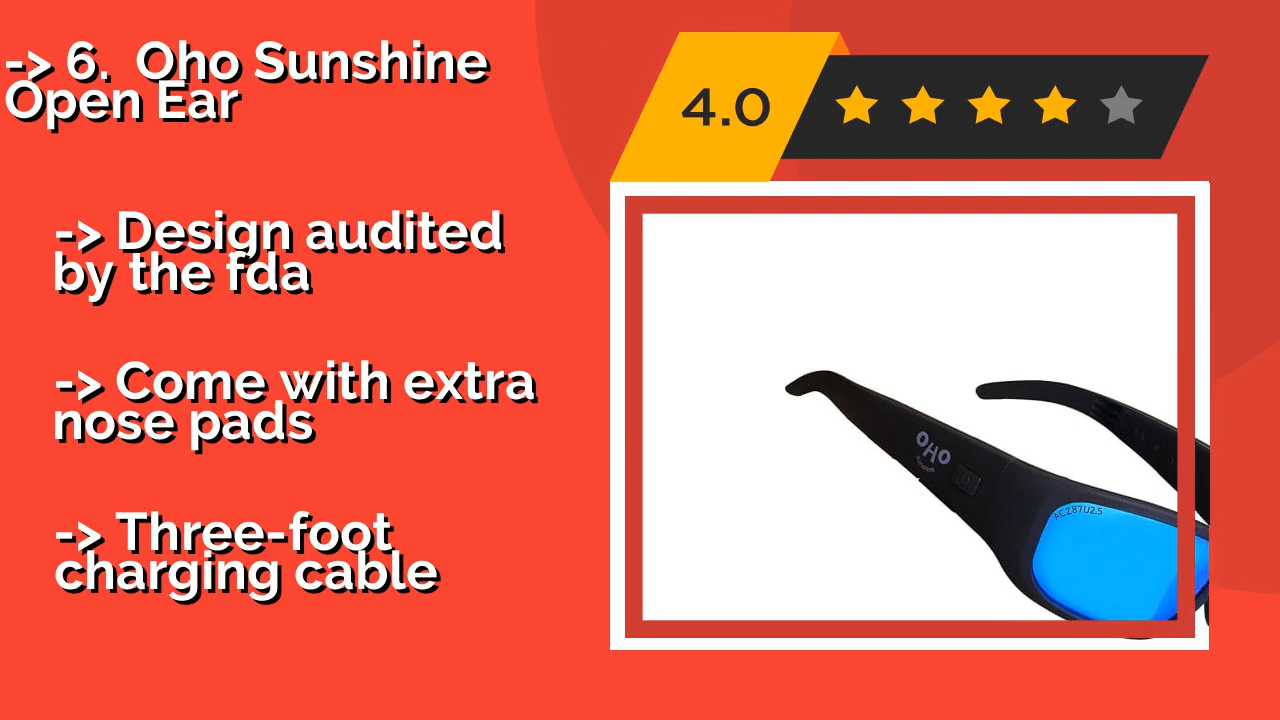 -> 6. Oho Sunshine
Open Ear
4.0
-> Design audited
by the fda
-> Come with extra
nose pads
-> Three-foot
charging cable
OHO
ACZ87U2.5